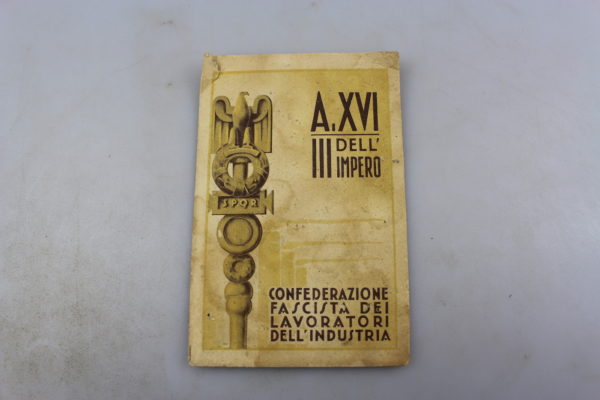 A.XVI
III DELL'
IMPERO
SPQR
CONFEDERAZIONE
FASCISTA DEI
LAVORATORI
DELL'INDUSTRIA